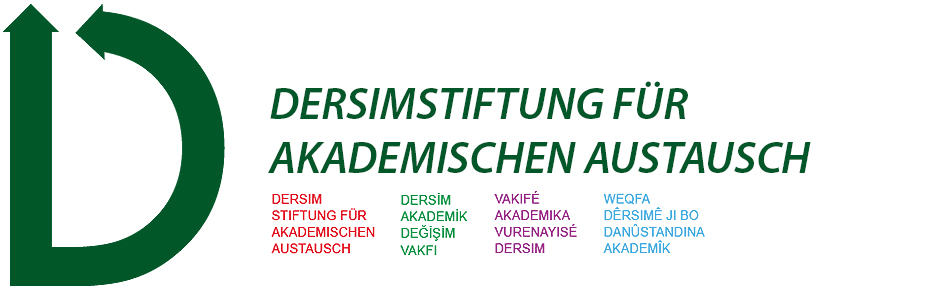 DERSIMSTIFTUNG FÜR
AKADEMISCHEN AUSTAUSCH
DERSIM
STIFTUNG FÜR
AKADEMISCHEN
AUSTAUSCH
DERSİM
AKADEMİK
DEĞİŞİM
VAKFI
VAKIFÉ
AKADEMIKA
VURENAYISÉ
DERSIM
WEQFA
DÊRSIMÊ JI BO
DANÛSTANDINA
AKADEMÎK